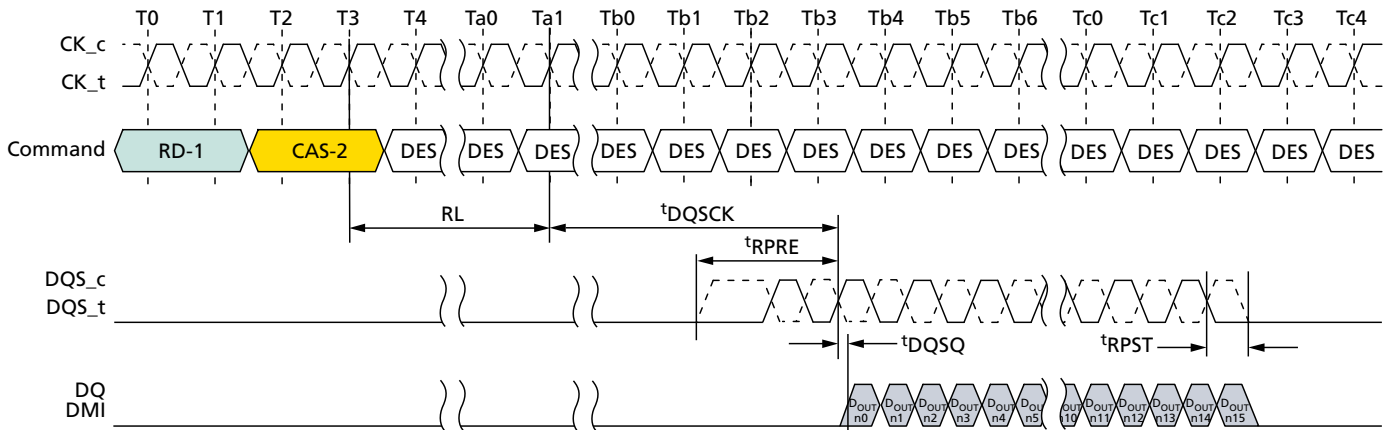 T0 T1 T2 T3 T4 Ta0 Ta1 Tb0 Tb1 Tb2 Tb3 Tb4 Tb5 Tb6 Tc0 Tc1 Tc2 Tc3 Tc4
CK_c
CK_t
Command RD-1 CAS-2 DES DES DES DES DES DES DES DES DES DES DES DES DES DES DES
RL tDQSCK
tRPRE
DQS_c
DQS_t
tDQSQ tRPST
DQ
DMI
DOUT n0 DOUT n1 DOUT n2 DOUT n3 DOUT n4 DOUT n5 DOUT n10 DOUT n11 DOUT n12 DOUT n13 DOUT n14 DOUT n15